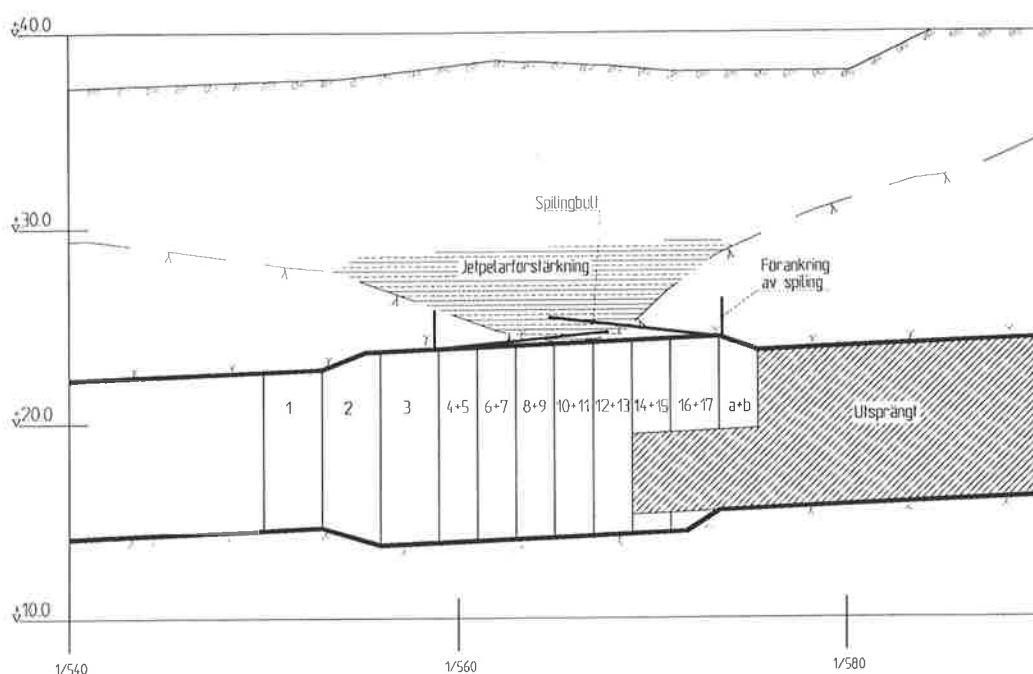 +40.0
+30.0
Spilingbult
Jetpelarförstärkning
Förankring
av spiling
+20.0
1
2
3
4+5
6+7
8+9
10+11
12+13
14+15
16+17
a+b
Utsprängt
+10.0
1/540
1/560
1/580